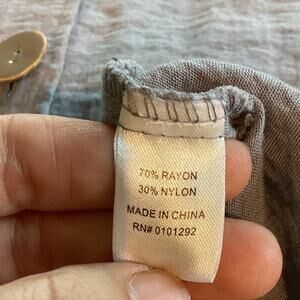 70% RAYON
30% NYLON
MADE IN CHINA
RN# 0101292